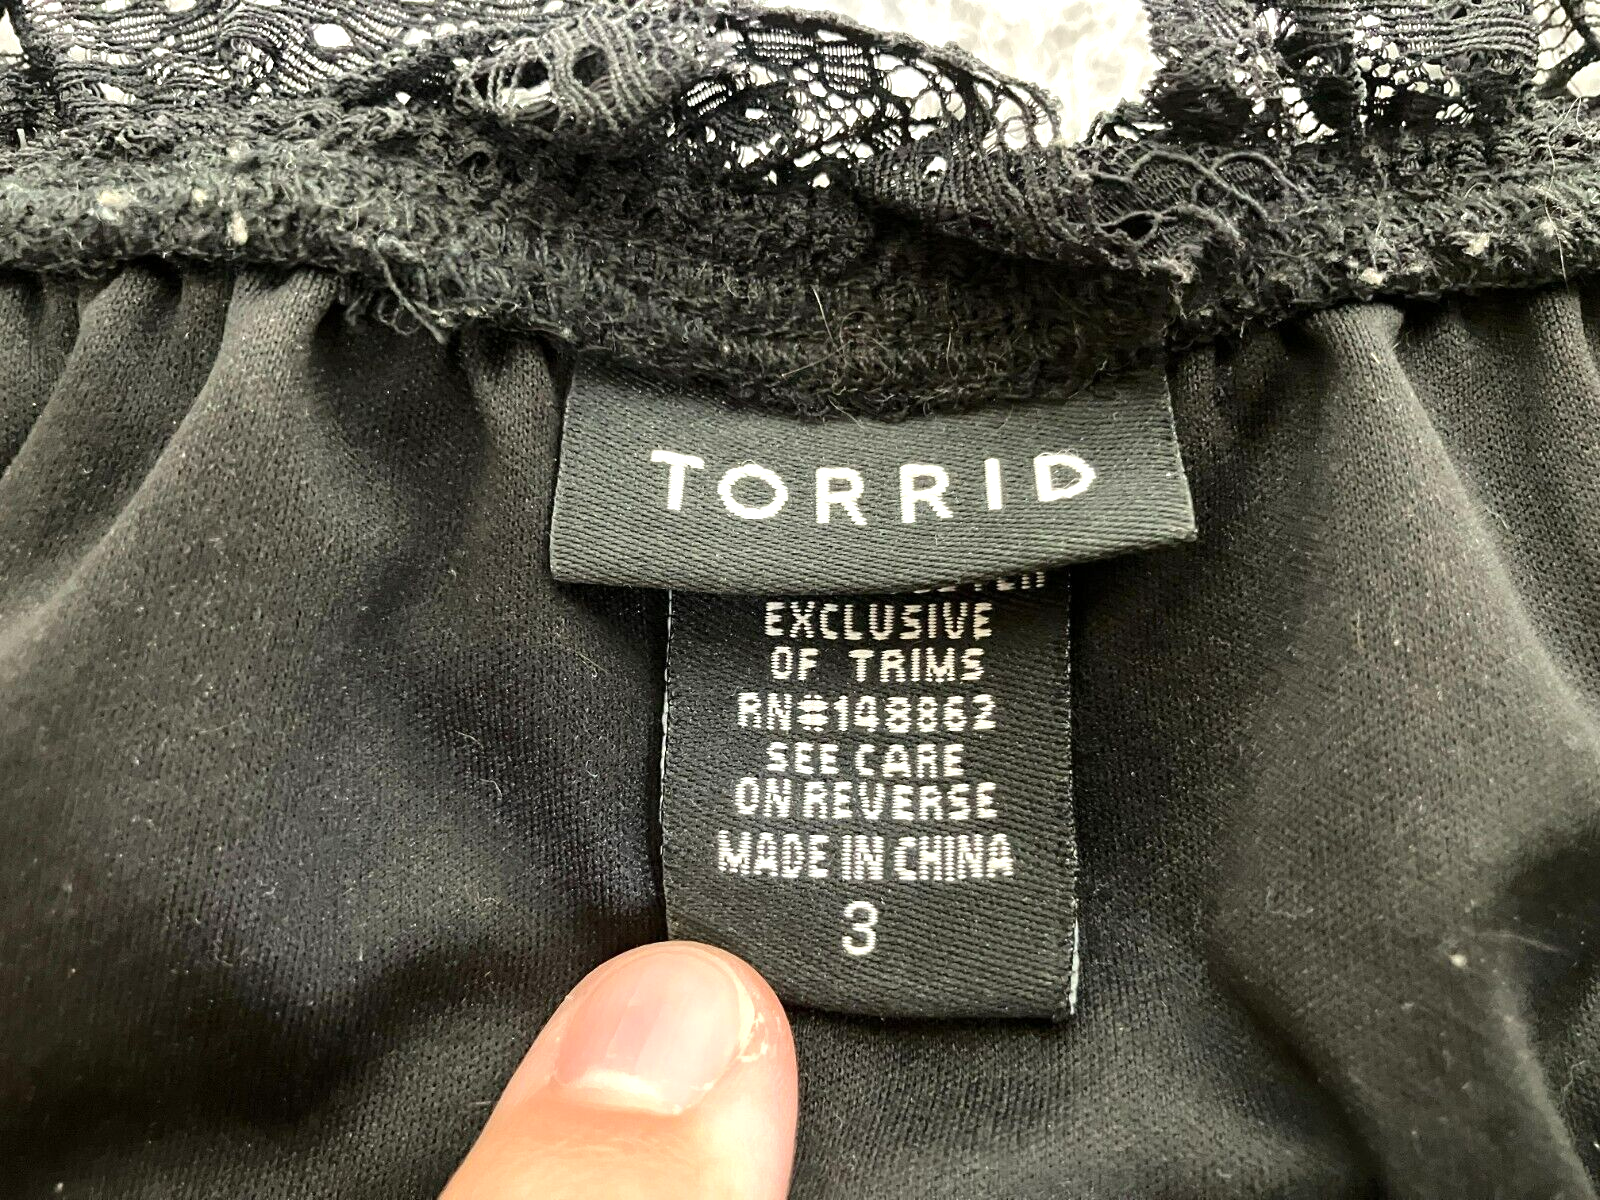 TORRID
EXCLUSIVE
OF TRIMS
RN#148862
SEE CARE
ON REVERSE
MADE IN CHINA
3